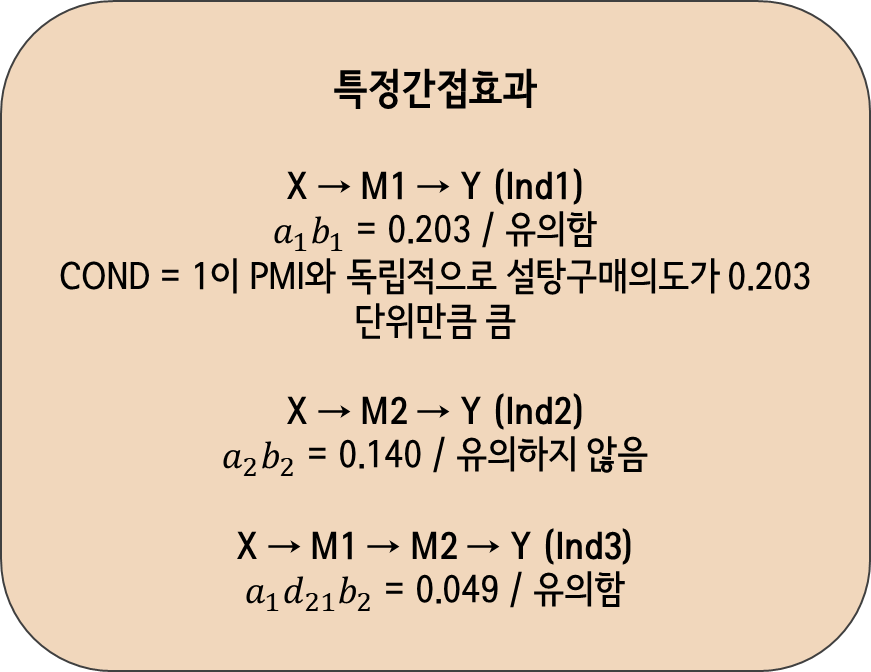 특정간접효과
X → M1 → Y (Ind1)
a₁b₁ = 0.203 / 유의함
COND = 1이 PMI와 독립적으로 설탕구매의도가 0.203
단위만큼 큼
X → M2 → Y (Ind2)
a₂b₂ = 0.140 / 유의하지 않음
X → M1 → M2 → Y (Ind3)
a₁d₂₁b₂ = 0.049 / 유의함